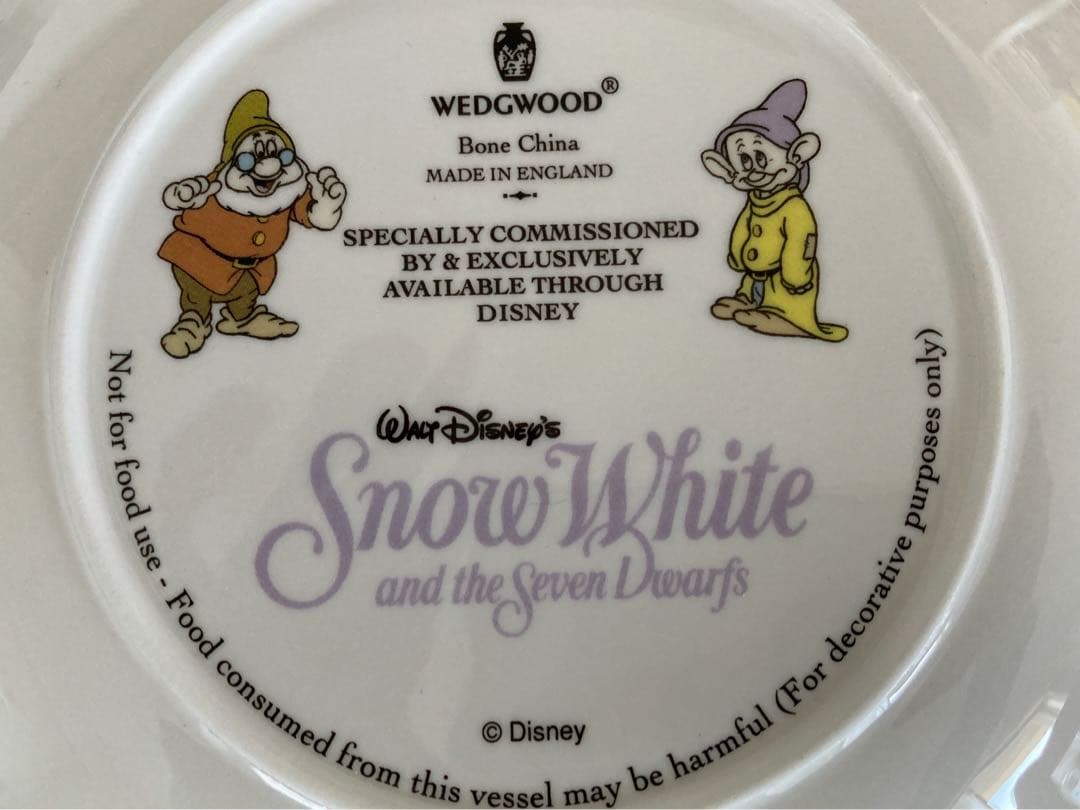 WEDGWOOD®
Bone China
MADE IN ENGLAND
SPECIALLY COMMISSIONED
BY & EXCLUSIVELY
AVAILABLE THROUGH
DISNEY
Walt Disney's
Snow White
and the Seven Dwarfs
© Disney
Not for food use - Food consumed from this vessel may be harmful (For decorative purposes only)